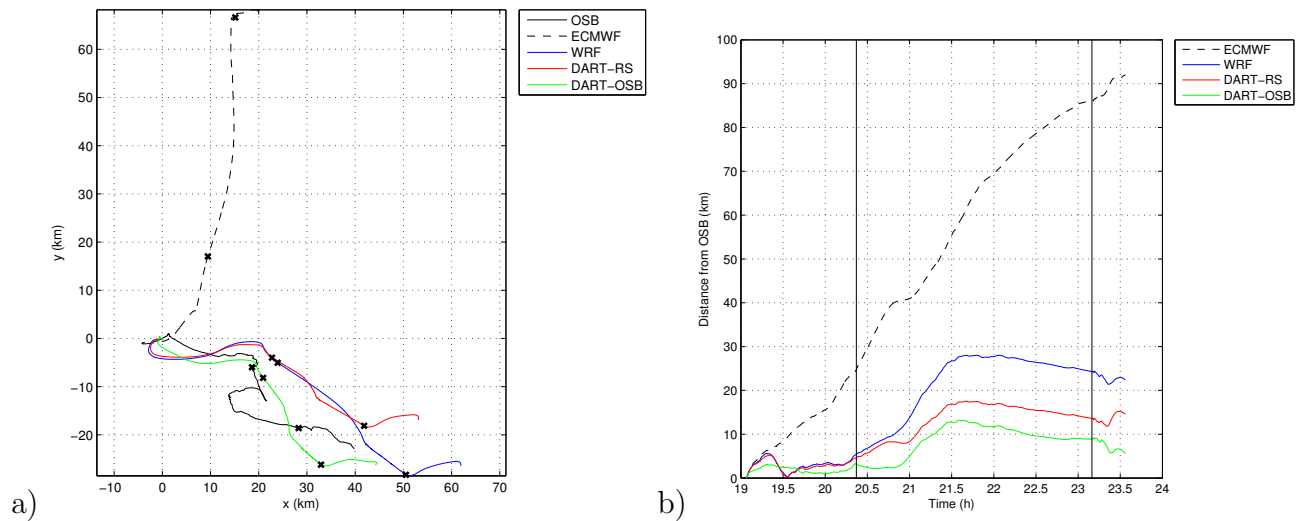 60
50
40
30
20
10
0
−10
−20
−10 0 10 20 30 40 50 60 70
x (km)
y (km)
OSB
ECMWF
WRF
DART−RS
DART−OSB
a)
100
90
80
70
60
50
40
30
20
10
0
19 19.5 20 20.5 21 21.5 22 22.5 23 23.5 24
Time (h)
Distance from OSB (km)
ECMWF
WRF
DART−RS
DART−OSB
b)